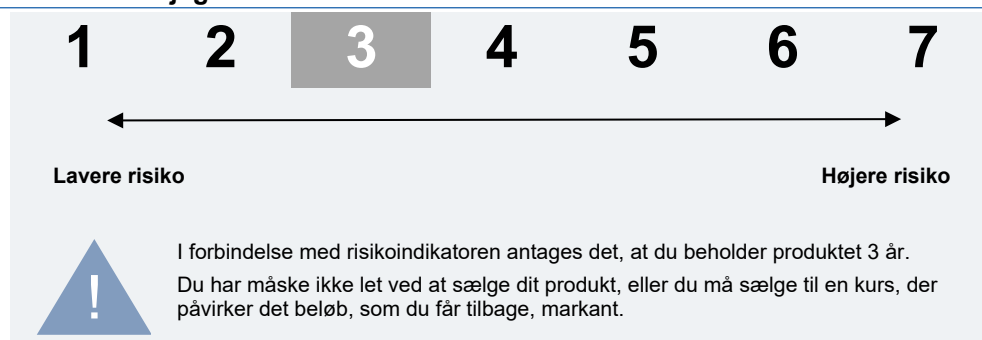 1 2 3 4 5 6 7
Lavere risiko Højere risiko
!
I forbindelse med risikoindikatoren antages det, at du beholder produktet 3 år.
Du har måske ikke let ved at sælge dit produkt, eller du må sælge til en kurs, der
påvirker det beløb, som du får tilbage, markant.